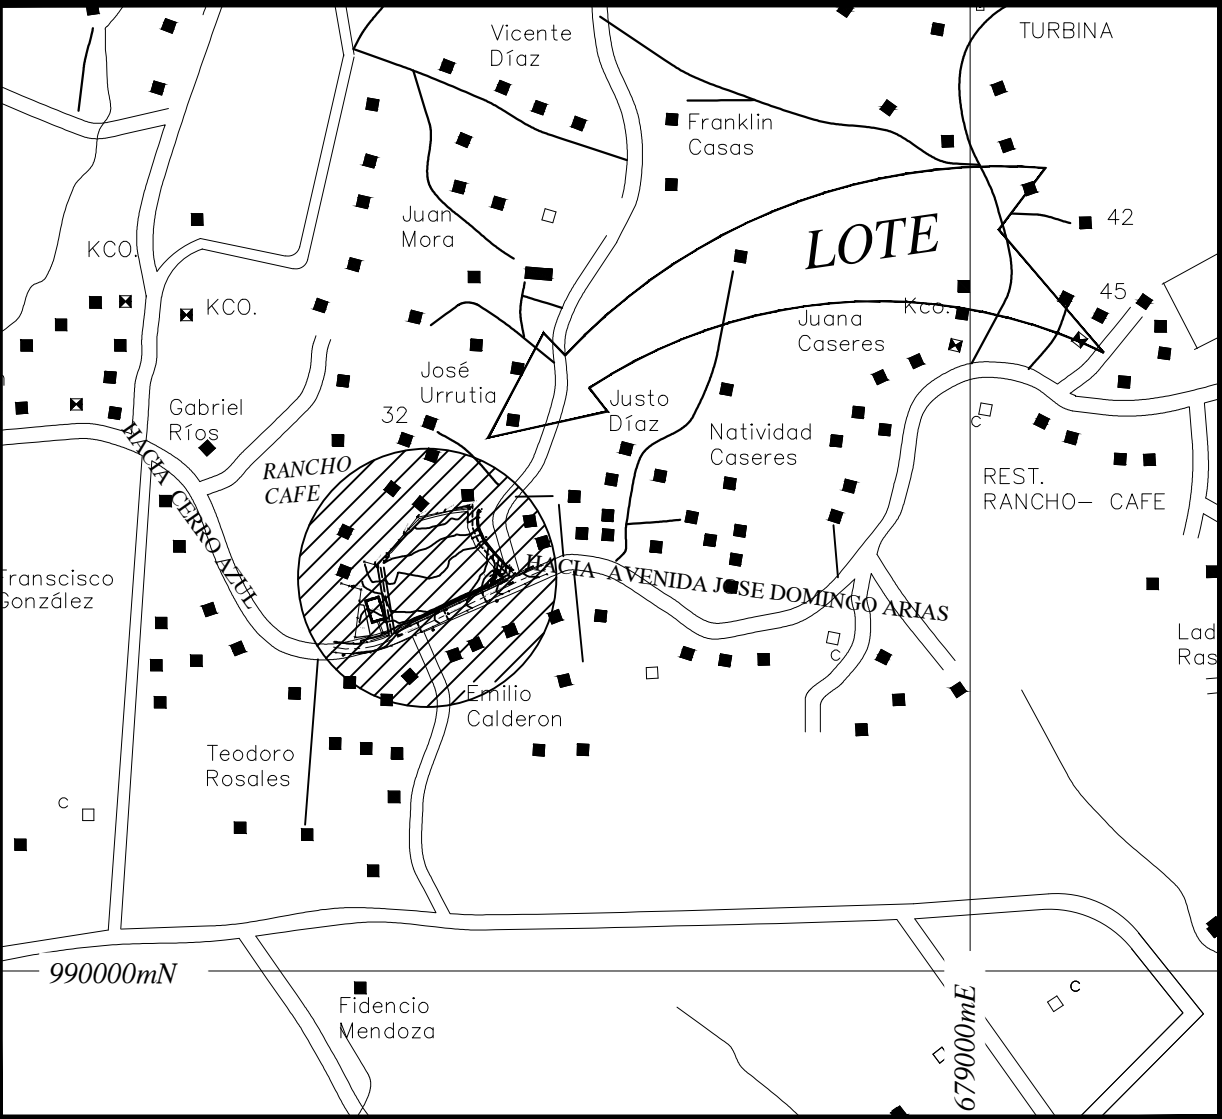 Vicente
Díaz
TURBINA
Franklin
Casas
Juan
Mora
42
LOTE
KCO.
KCO.
45
Kco.
Juana
Caseres
José
Urrutia
Gabriel
Ríos
32
Justo
Díaz
Natividad
Caseres
RANCHO
CAFE
REST.
RANCHO- CAFE
c
HACIA CERRO AZUL
HACIA AVENIDA JOSE DOMINGO ARIAS
ranscisco
González
c
Lad
Ras
Emilio
Calderon
Teodoro
Rosales
c
990000mN
679000mE
c
Fidencio
Mendoza